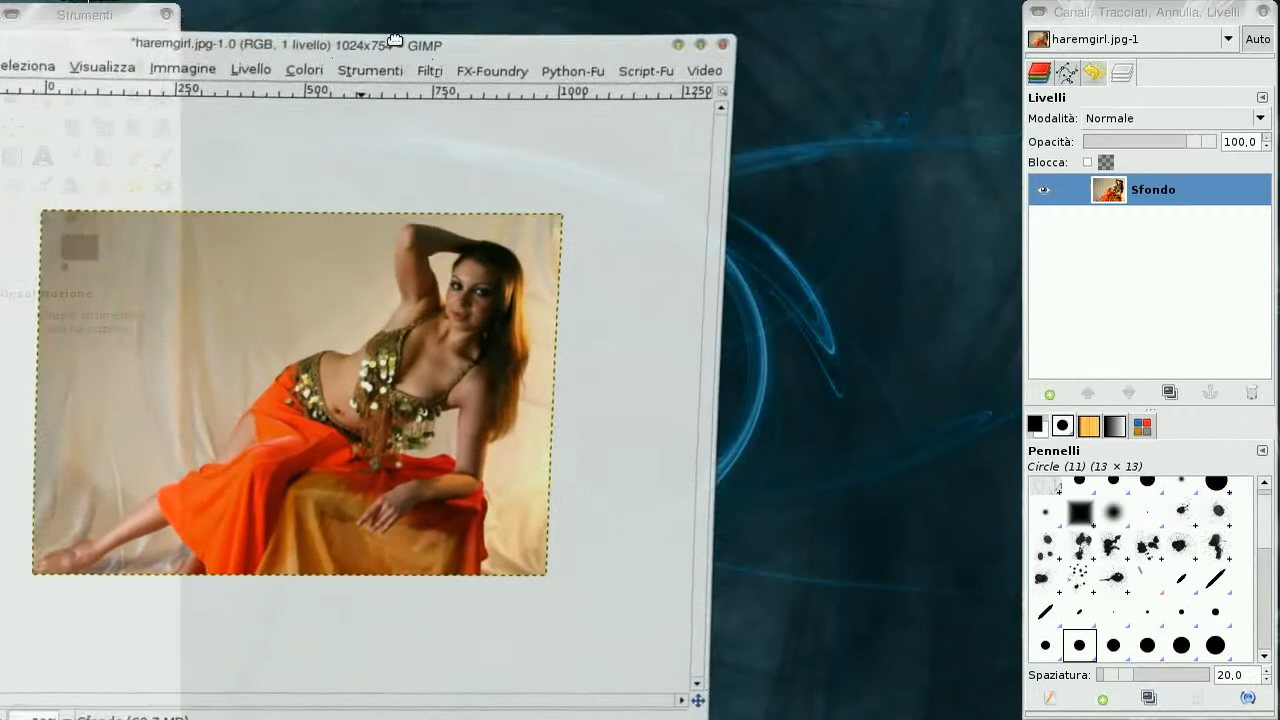 Strumenti
*haremgirl.jpg-1.0 (RGB, 1 livello) 1024x754 - GIMP
eleziona Visualizza Immagine Livello Colori Strumenti Filtri FX-Foundry Python-Fu Script-Fu Video
0 250 500 750 1000 1250
Canali, Tracciati, Annulla, Livelli
haremgirl.jpg-1 Auto
Livelli
Modalità: Normale
Opacità: 100,0
Blocca:
Sfondo
Pennelli
Circle (11) (13 × 13)
Spaziatura: 20,0